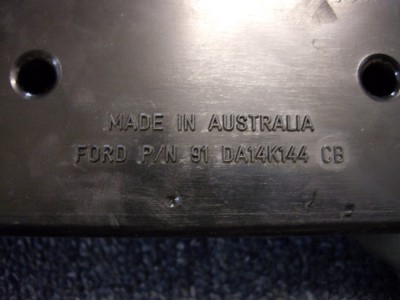 MADE IN AUSTRALIA
FORD P/N 91 DA14K144 CB